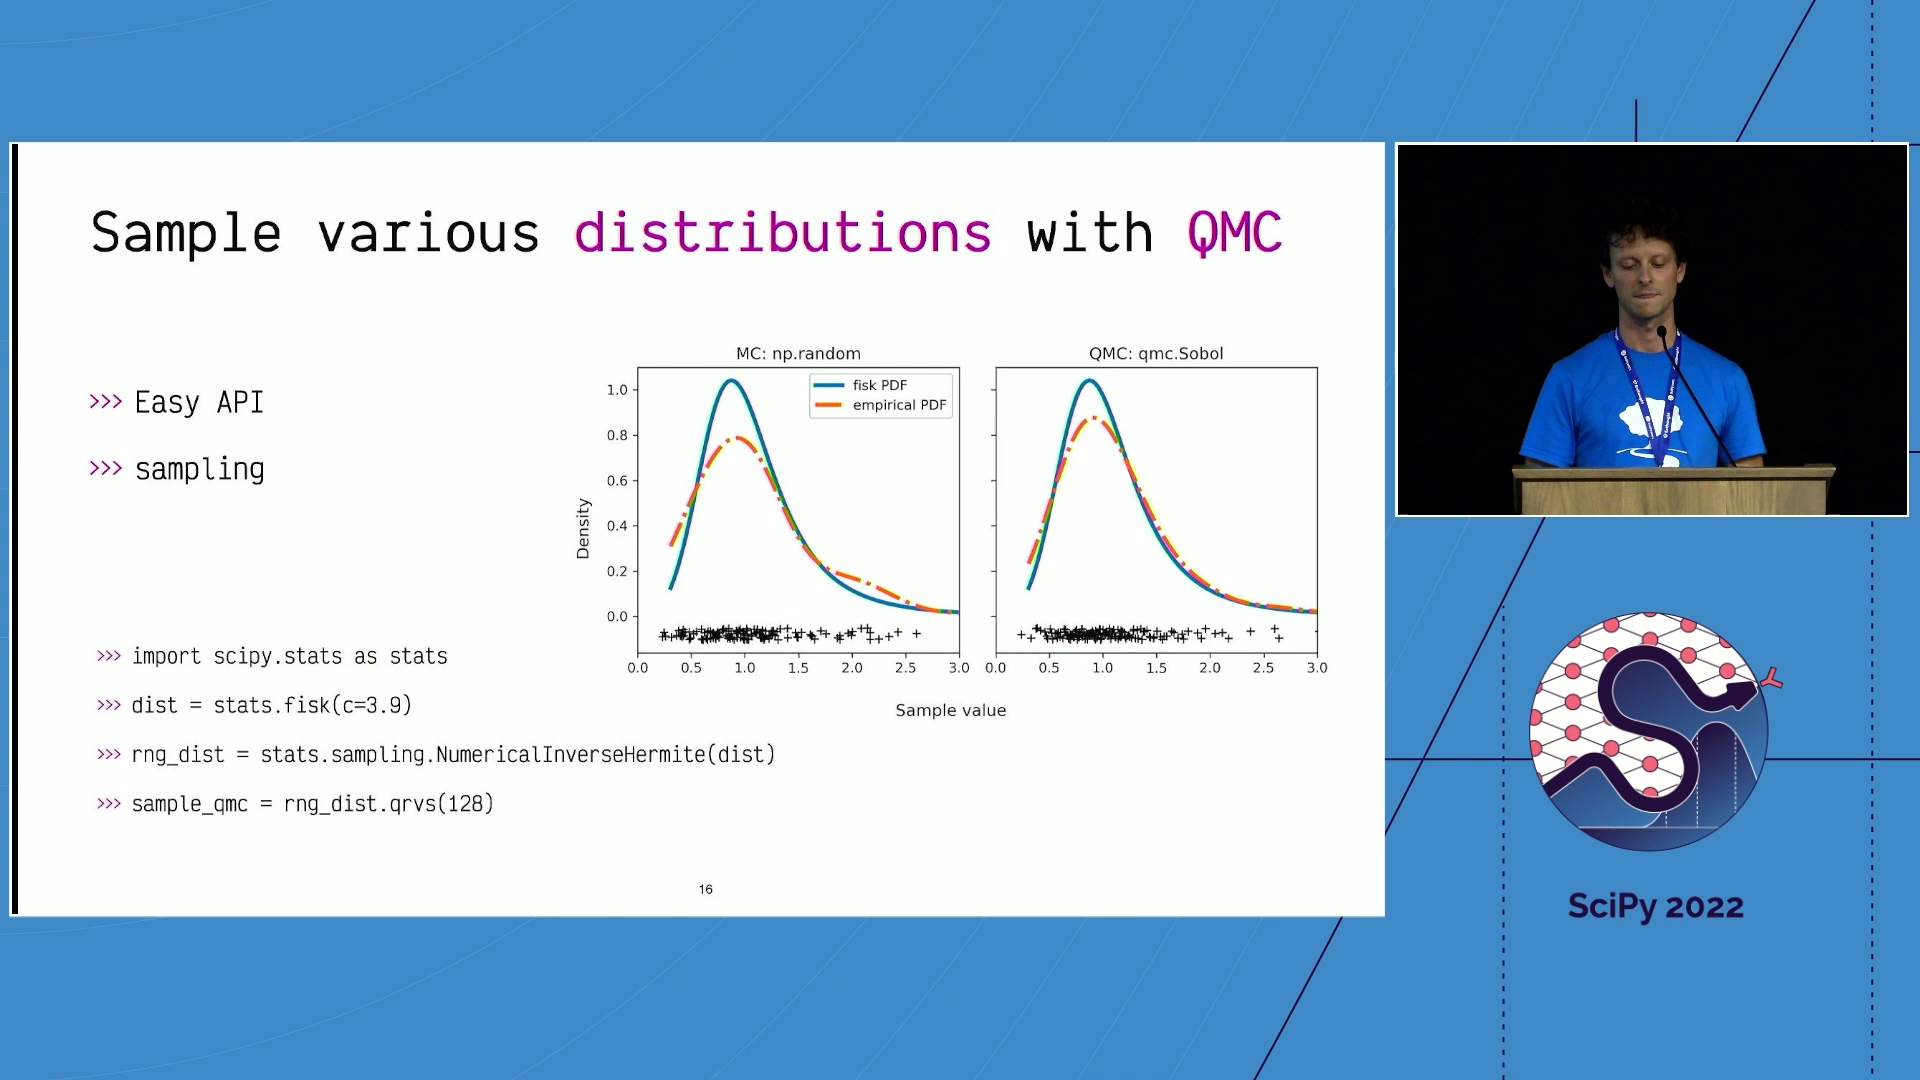 Sample various distributions with QMC
>>> Easy API
>>> sampling
MC: np.random
QMC: qmc.Sobol
fisk PDF
empirical PDF
Density
1.0
0.8
0.6
0.4
0.2
0.0
0.0 0.5 1.0 1.5 2.0 2.5 3.0
0.0 0.5 1.0 1.5 2.0 2.5 3.0
Sample value
>>> import scipy.stats as stats
>>> dist = stats.fisk(c=3.9)
>>> rng_dist = stats.sampling.NumericalInverseHermite(dist)
>>> sample_qmc = rng_dist.qrvs(128)
16
SciPy 2022